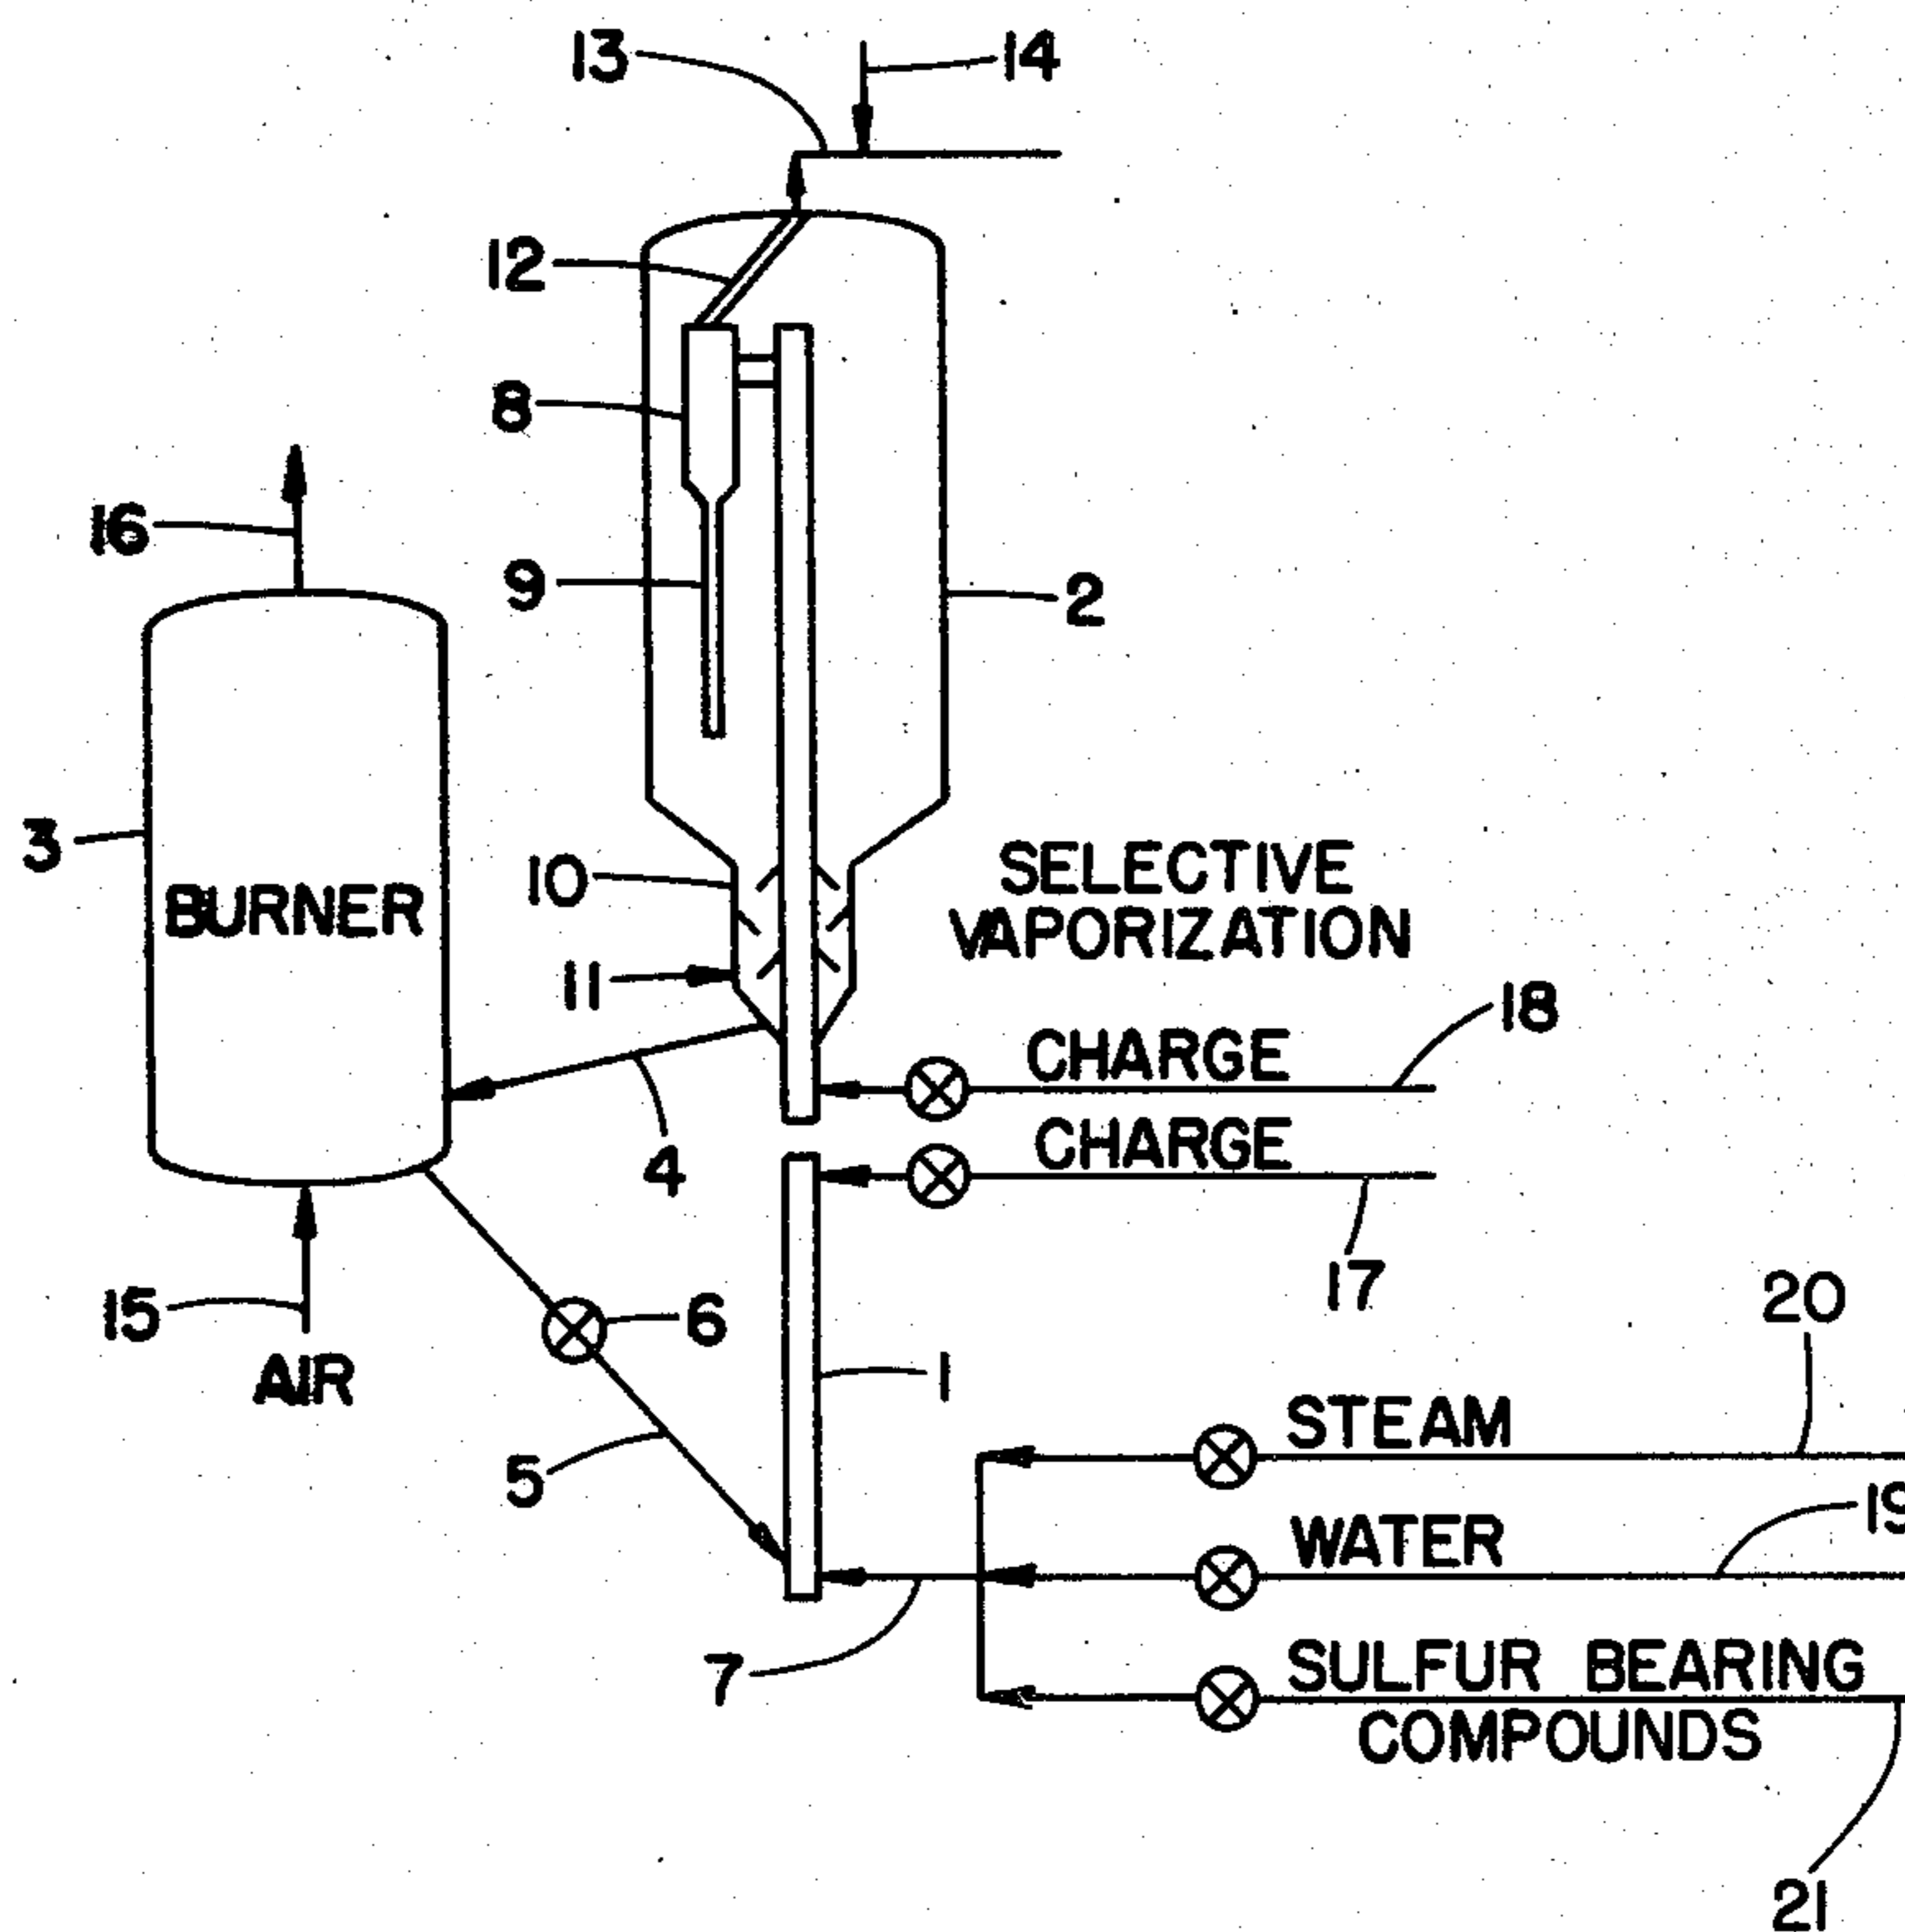 13
14
12
8
16
9
2
3
10
SELECTIVE
VAPORIZATION
BURNER
11
18
CHARGE
CHARGE
4
17
15
6
20
AIR
1
STEAM
5
19
WATER
7
SULFUR BEARING
COMPOUNDS
21